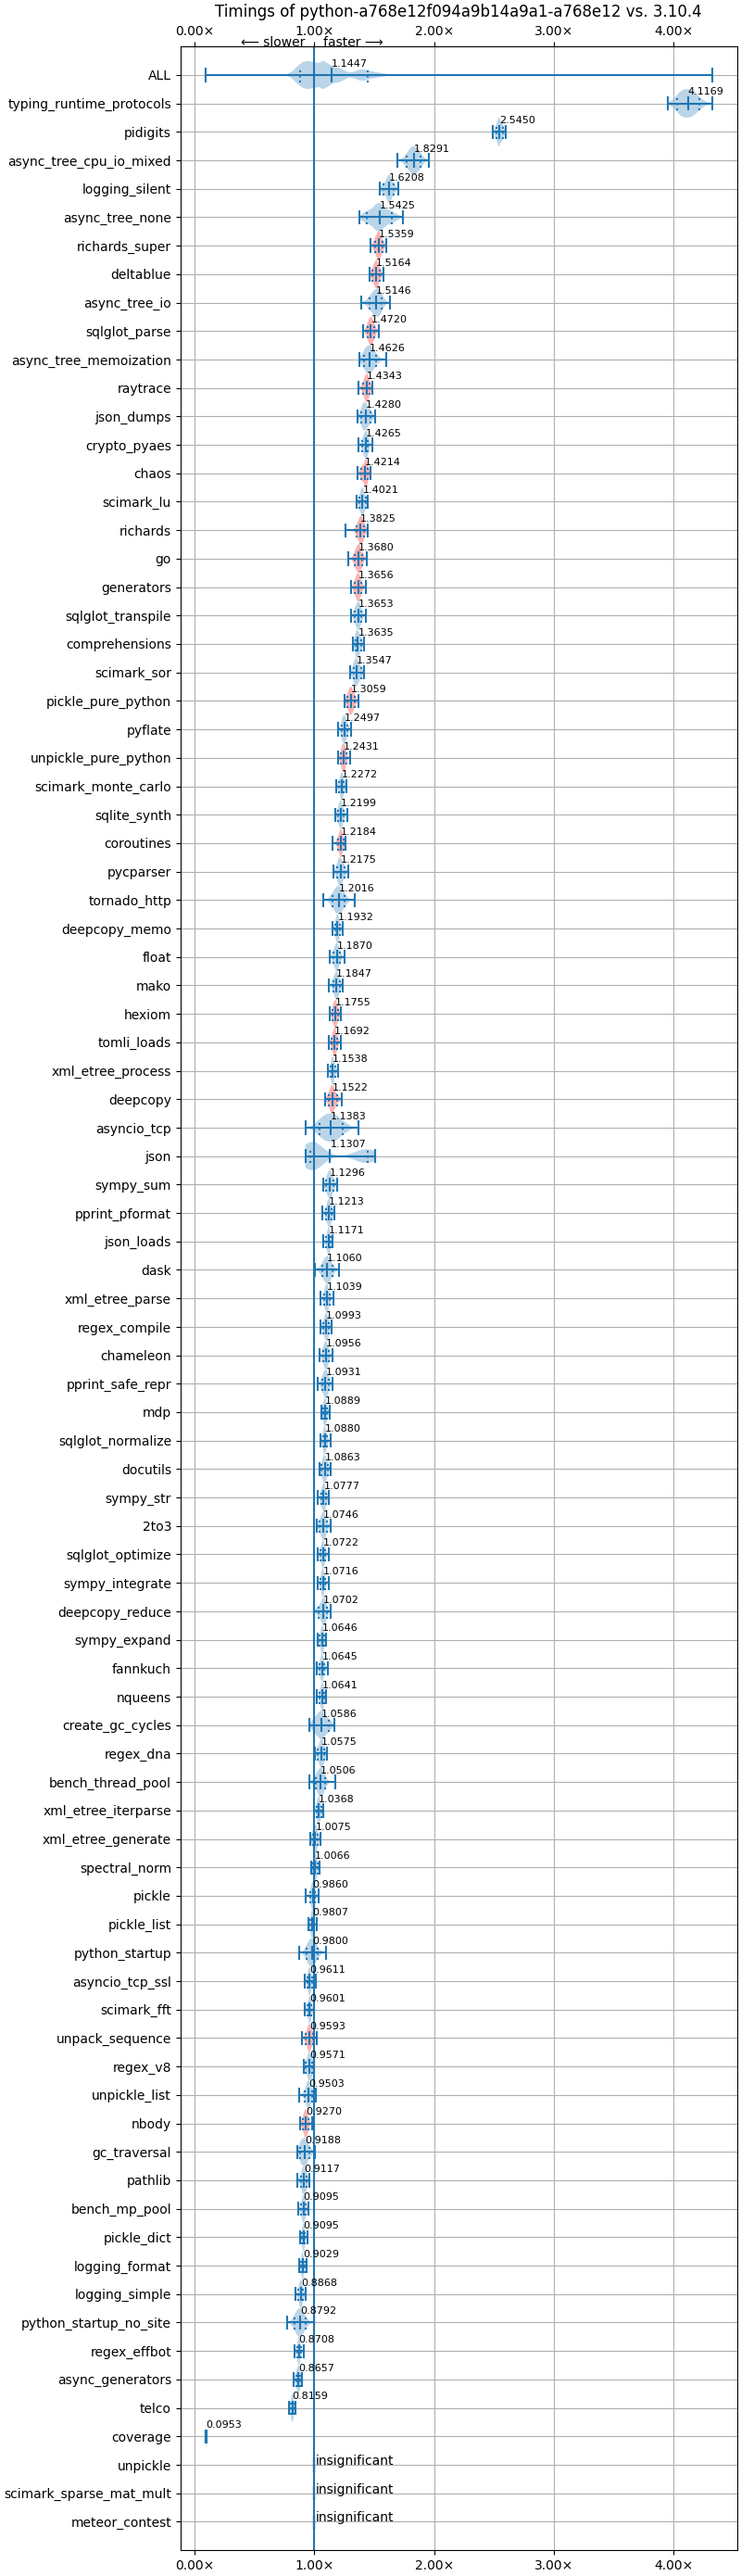 Timings of python-a768e12f094a9b14a9a1-a768e12 vs. 3.10.4
0.00× 1.00× 2.00× 3.00× 4.00×
← slower faster →
ALL 1.1447
typing_runtime_protocols 4.1169
pidigits 2.5450
async_tree_cpu_io_mixed 1.8291
logging_silent 1.6208
async_tree_none 1.5425
richards_super 1.5359
deltablue 1.5164
async_tree_io 1.5146
sqlglot_parse 1.4720
async_tree_memoization 1.4626
raytrace 1.4343
json_dumps 1.4280
crypto_pyaes 1.4265
chaos 1.4214
scimark_lu 1.4021
richards 1.3825
go 1.3680
generators 1.3656
sqlglot_transpile 1.3653
comprehensions 1.3635
scimark_sor 1.3547
pickle_pure_python 1.3059
pyflate 1.2497
unpickle_pure_python 1.2431
scimark_monte_carlo 1.2272
sqlite_synth 1.2199
coroutines 1.2184
pycparser 1.2175
tornado_http 1.2016
deepcopy_memo 1.1932
float 1.1870
mako 1.1847
hexiom 1.1755
tomli_loads 1.1692
xml_etree_process 1.1538
deepcopy 1.1522
asyncio_tcp 1.1383
json 1.1307
sympy_sum 1.1296
pprint_pformat 1.1213
json_loads 1.1171
dask 1.1060
xml_etree_parse 1.1039
regex_compile 1.0993
chameleon 1.0956
pprint_safe_repr 1.0931
mdp 1.0889
sqlglot_normalize 1.0880
docutils 1.0863
sympy_str 1.0777
2to3 1.0746
sqlglot_optimize 1.0722
sympy_integrate 1.0716
deepcopy_reduce 1.0702
sympy_expand 1.0646
fannkuch 1.0645
nqueens 1.0641
create_gc_cycles 1.0586
regex_dna 1.0575
bench_thread_pool 1.0506
xml_etree_iterparse 1.0368
xml_etree_generate 1.0075
spectral_norm 1.0066
pickle 0.9860
pickle_list 0.9807
python_startup 0.9800
asyncio_tcp_ssl 0.9611
scimark_fft 0.9601
unpack_sequence 0.9593
regex_v8 0.9571
unpickle_list 0.9503
nbody 0.9270
gc_traversal 0.9188
pathlib 0.9117
bench_mp_pool 0.9095
pickle_dict 0.9095
logging_format 0.9029
logging_simple 0.8868
python_startup_no_site 0.8792
regex_effbot 0.8708
async_generators 0.8657
telco 0.8159
coverage 0.0953
unpickle insignificant
scimark_sparse_mat_mult insignificant
meteor_contest insignificant
0.00× 1.00× 2.00× 3.00× 4.00×